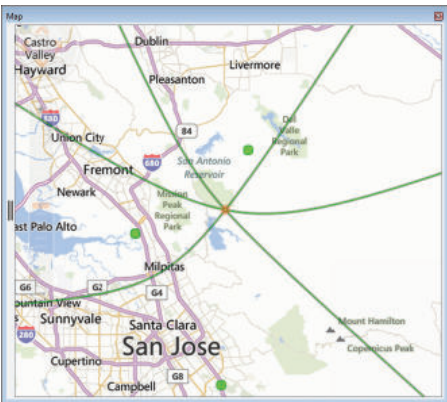 Map
Castro
Valley
Hayward
Dublin
Livermore
Pleasanton
580
84
Del
Valle
Regional
Park
Union City
680
San Antonio
Reservoir
Fremont
Newark
Mission
Peak
Regional
Park
ast Palo Alto
Milpitas
G6
G2
G4
ountain View
Sunnyvale
Santa Clara
Mount Hamilton
280
San Jose
Copernicus Peak
Cupertino
G8
Campbell